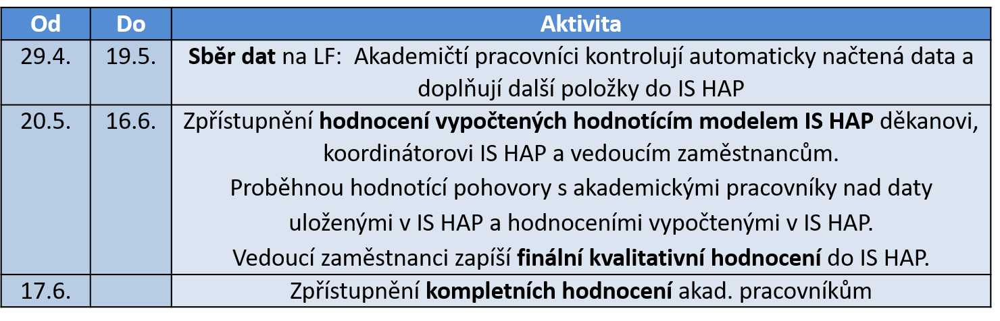 Od Do Aktivita
29.4. 19.5. Sběr dat na LF: Akademičtí pracovníci kontrolují automaticky načtená data a
doplňují další položky do IS HAP
20.5. 16.6. Zpřístupnění hodnocení vypočtených hodnotícím modelem IS HAP děkanovi,
koordinátorovi IS HAP a vedoucím zaměstnancům.
Proběhnou hodnotící pohovory s akademickými pracovníky nad daty
uloženými v IS HAP a hodnoceními vypočtenými v IS HAP.
Vedoucí zaměstnanci zapíší finální kvalitativní hodnocení do IS HAP.
17.6. Zpřístupnění kompletních hodnocení akad. pracovníkům